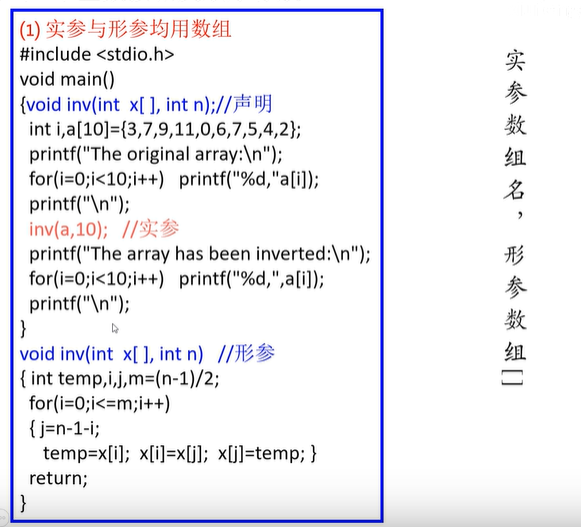 (1) 实参与形参均用数组
#include <stdio.h>
void main()
{void inv(int x[ ], int n);//声明
int i,a[10]={3,7,9,11,0,6,7,5,4,2};
printf("The original array:\n");
for(i=0;i<10;i++) printf("%d,"a[i]);
printf("\n");
inv(a,10); //实参
printf("The array has been inverted:\n");
for(i=0;i<10;i++) printf("%d,",a[i]);
printf("\n");
}
void inv(int x[ ], int n) //形参
{ int temp,i,j,m=(n-1)/2;
for(i=0;i<=m;i++)
{ j=n-1-i;
temp=x[i]; x[i]=x[j]; x[j]=temp; }
return;
}
实参数组名，形参数组[]